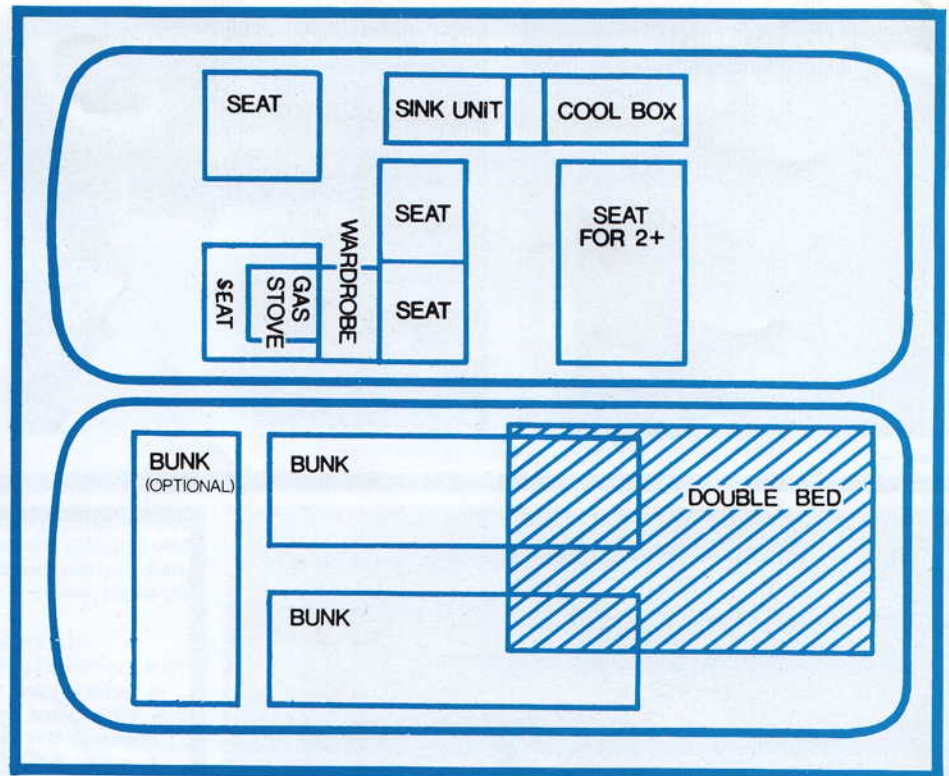 SEAT
SINK UNiT
COOL BOX
SEAT
SEAT
FOR 2+
WARDROBE
SEAT
GAS
STOVE
SEAT
BUNK
(OPTIONAL)
BUNK
DOUBLE BED
BUNK